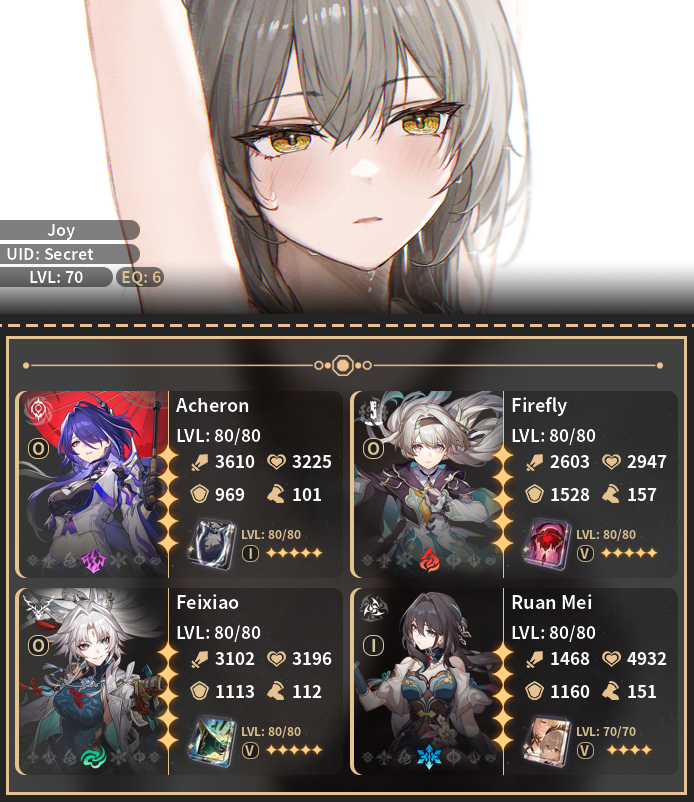 Joy
UID: Secret
LVL: 70 EQ: 6
Acheron
LVL: 80/80
O
3610 3225
969 101
LVL: 80/80
I
Firefly
LVL: 80/80
O
2603 2947
1528 157
LVL: 80/80
V
Feixiao
LVL: 80/80
O
3102 3196
1113 112
LVL: 80/80
V
Ruan Mei
LVL: 80/80
I
1468 4932
1160 151
LVL: 70/70
V